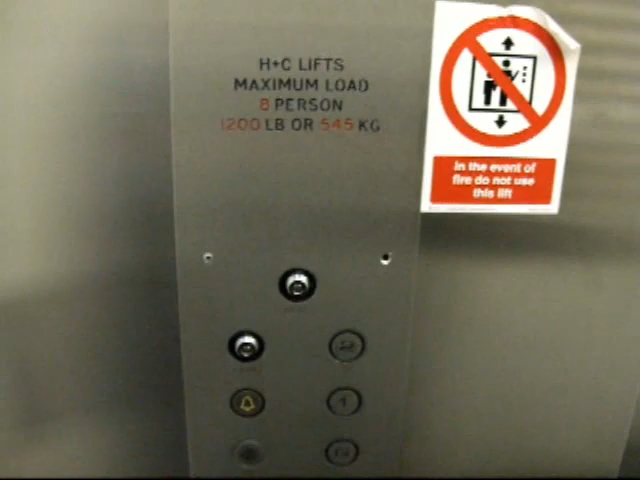 H+C LIFTS
MAXIMUM LOAD
8 PERSON
1200 LB OR 545 KG
In the event of
fire do not use
this lift
1